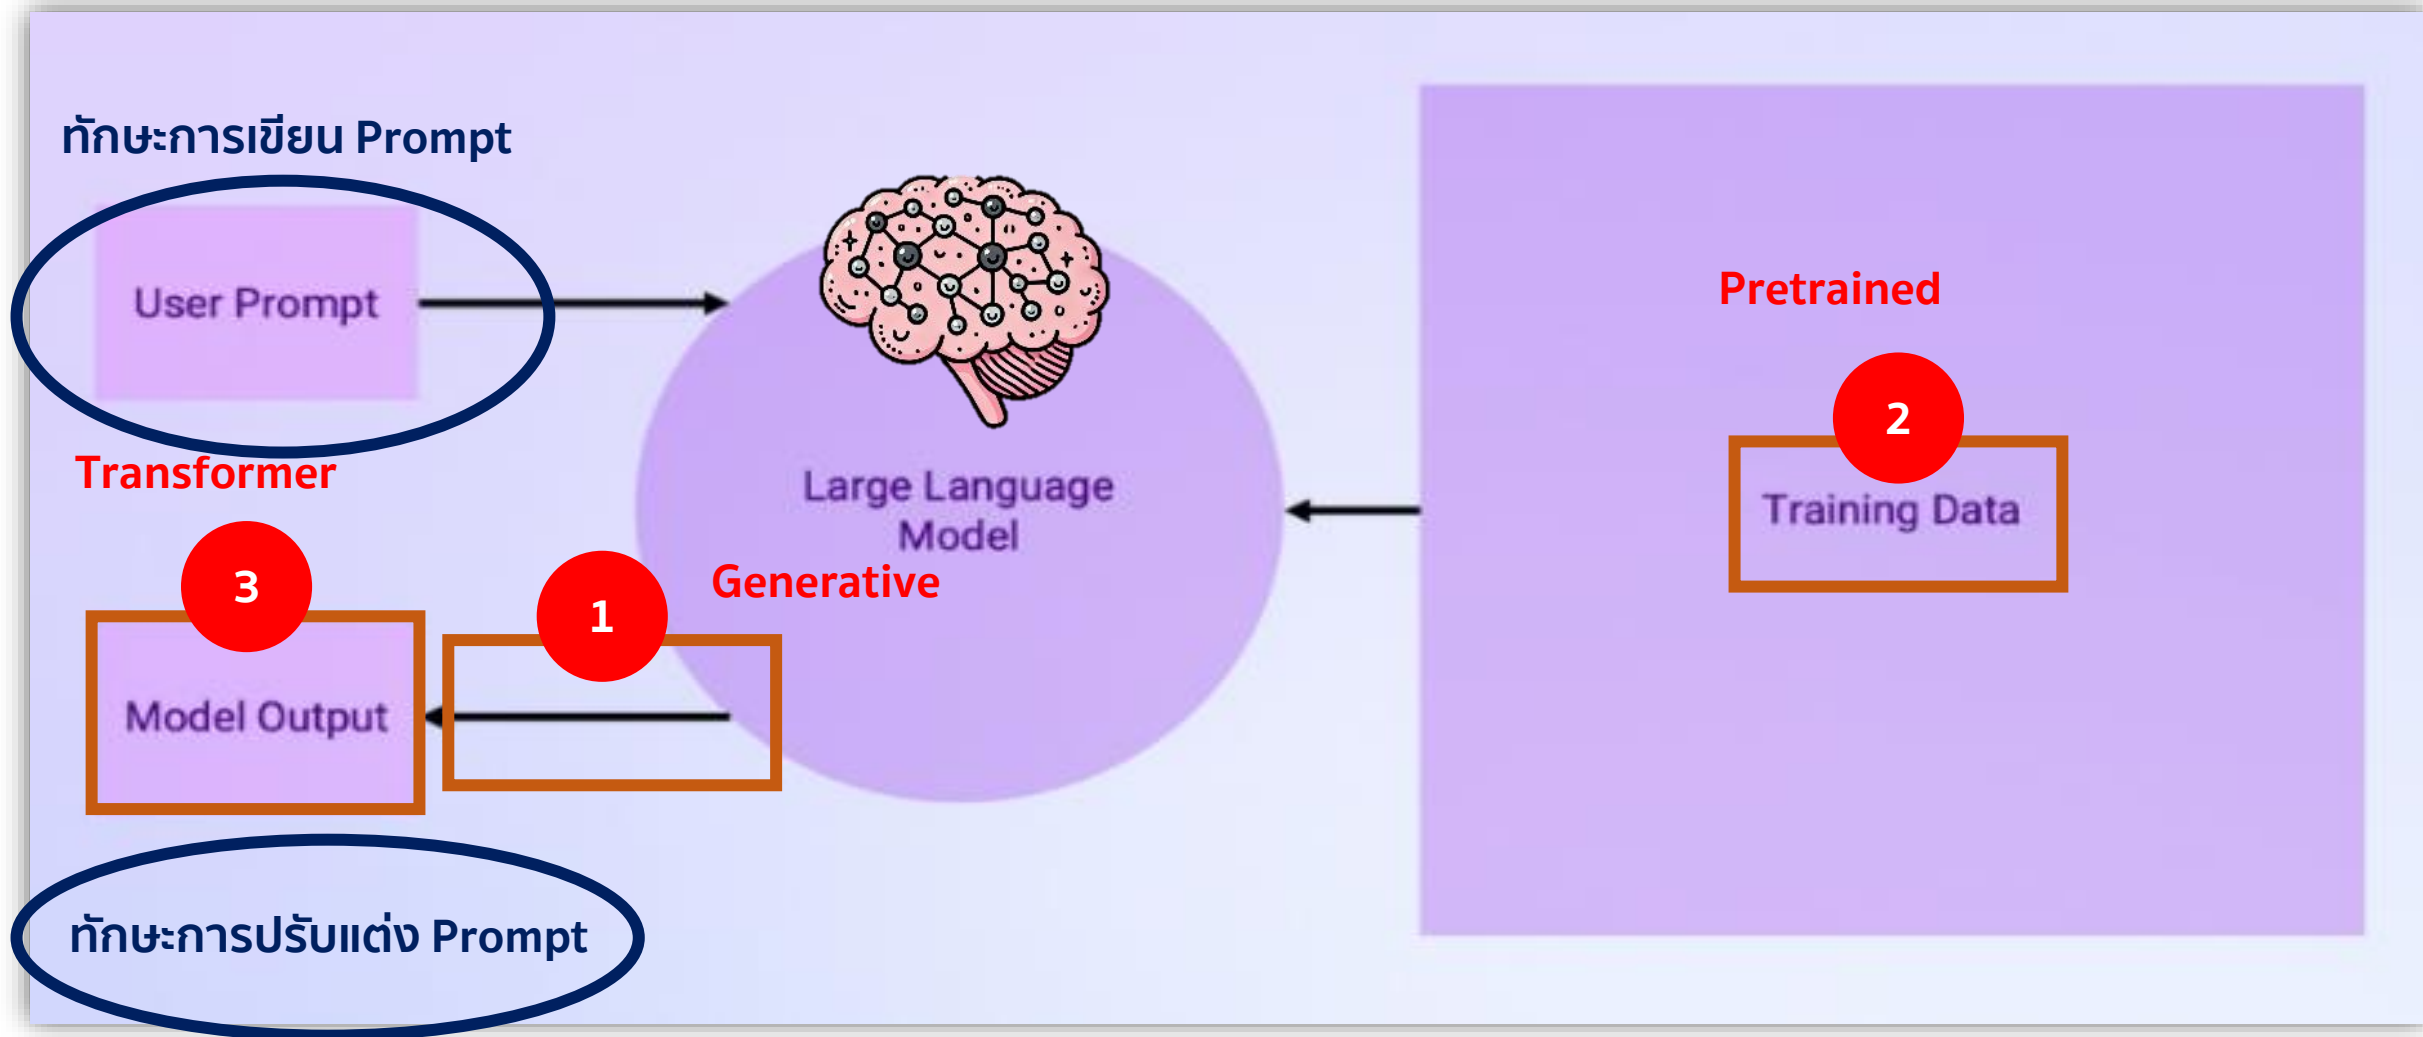 ทักษะการเขียน Prompt
User Prompt
Pretrained
2
Training Data
Large Language
Model
Transformer
3
Model Output
1
Generative
ทักษะการปรับแต่ง Prompt